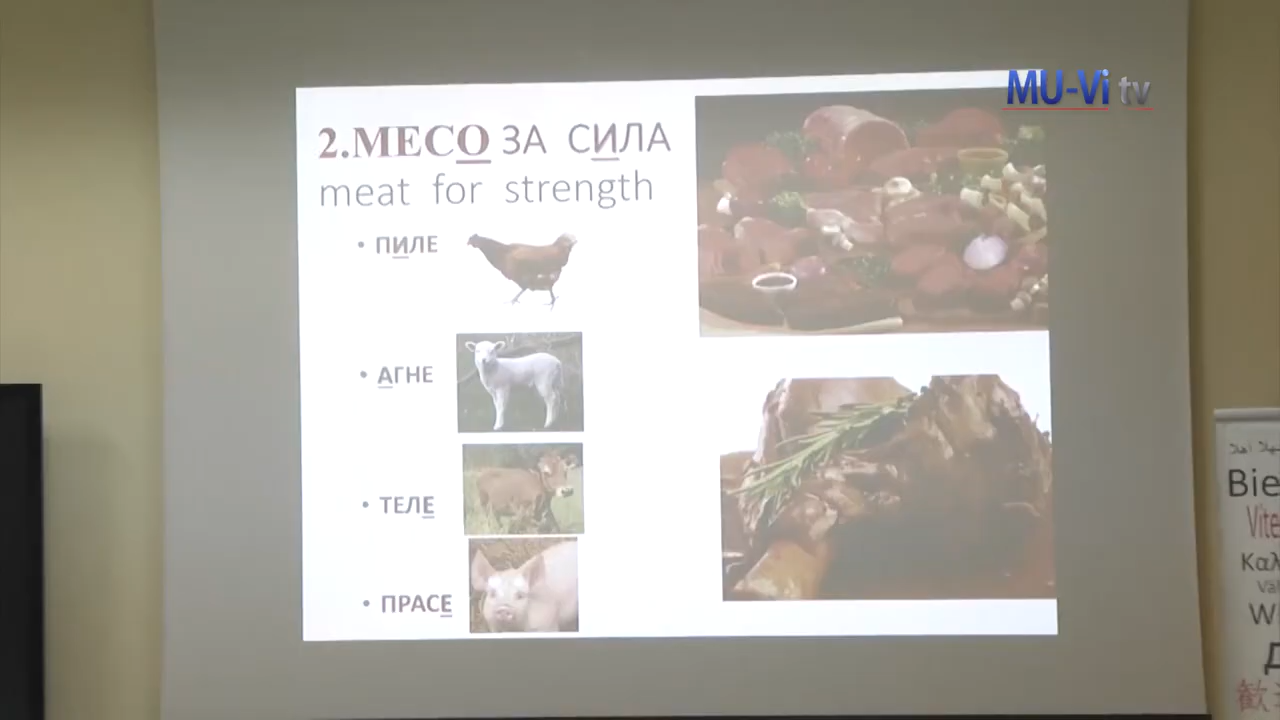 MU-Vi tv
2.МЕСО ЗА СИЛА
meat for strength
• ПИЛЕ
• АГНЕ
• ТЕЛЕ
• ПРАСЕ